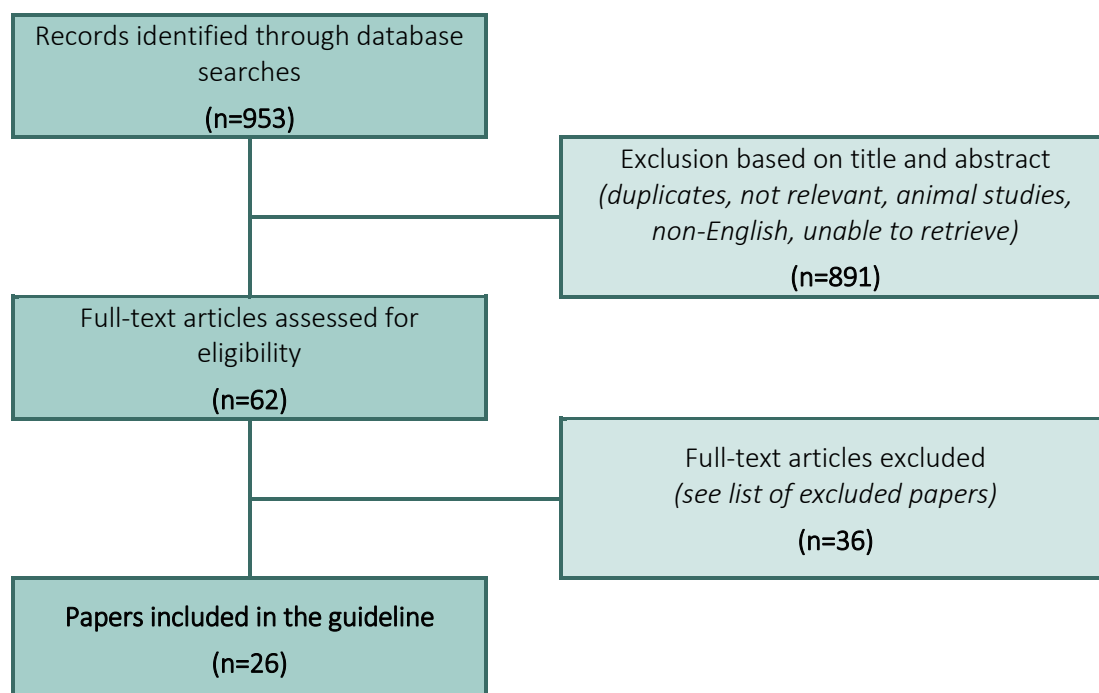 Records identified through database
searches
(n=953)
Exclusion based on title and abstract
(duplicates, not relevant, animal studies,
non-English, unable to retrieve)
(n=891)
Full-text articles assessed for
eligibility
(n=62)
Full-text articles excluded
(see list of excluded papers)
(n=36)
Papers included in the guideline
(n=26)